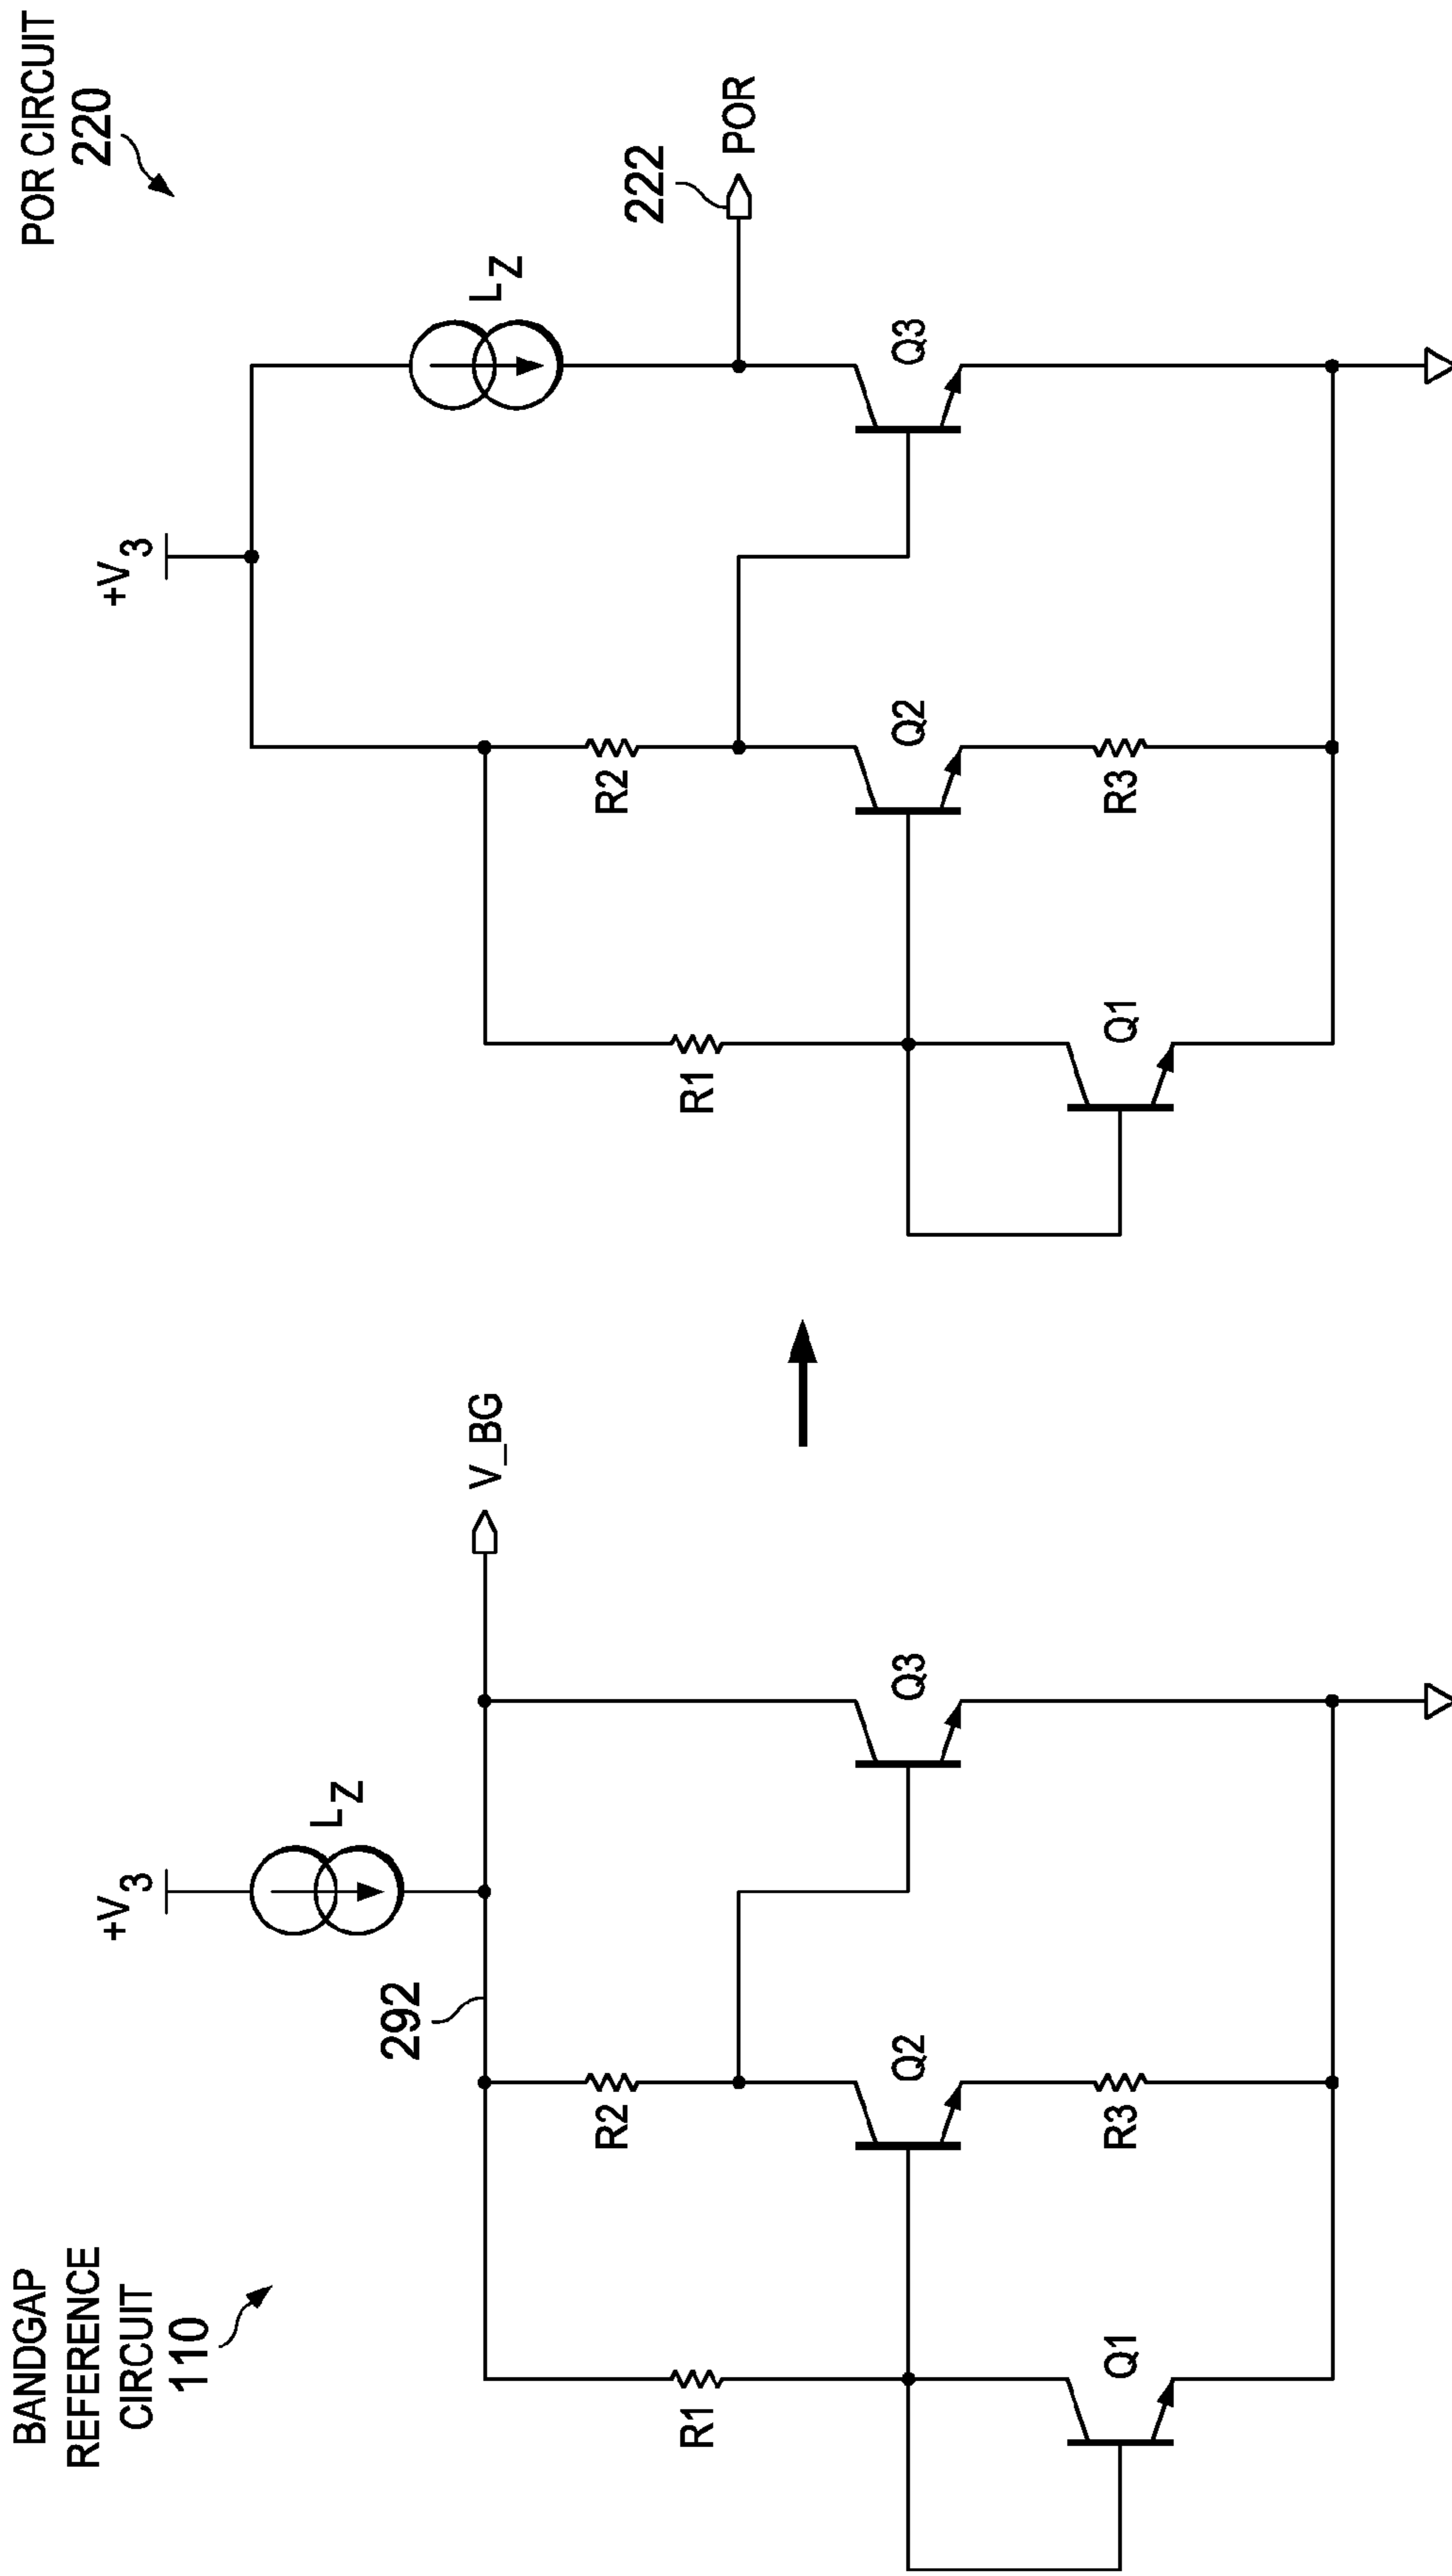 BANDGAP
REFERENCE
CIRCUIT
110
+V3
LZ
292
V_BG
R1
R2
Q1
Q2
Q3
R3
POR CIRCUIT
220
+V3
LZ
222
POR
R1
R2
Q1
Q2
Q3
R3